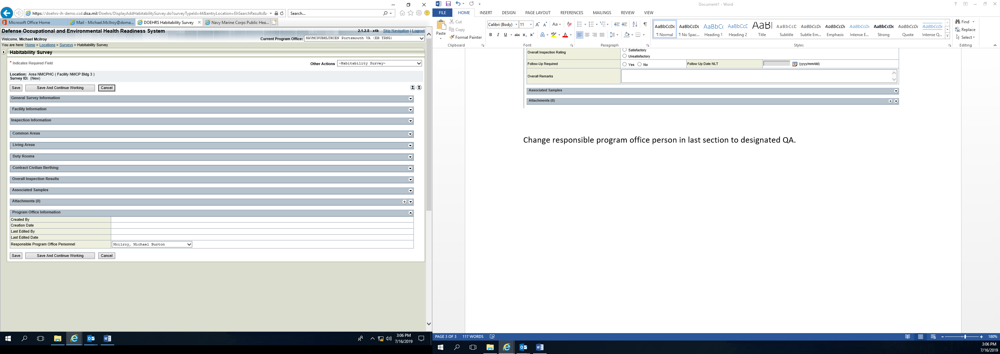 https://doehrs-ih-demo.csd.disa.mil/Doehrs/DisplayAddHabitabilitySurvey.do?surveyTypeId=44&entryLocation=EhSearchResults&
Search...
Microsoft Office Home
Mail - Michael.McIlroy@doma...
DOEHRS Habitability Survey
Navy Marine Corps Public Hea...
Defense Occupational and Environmental Health Readiness System
2.1.2.8 - x4k Skip Navigation | Logout
Welcome, Michael Mcilroy
Current Program Office: NAVMCPUBHLTHCEN Portsmouth VA (EH TRNG)
You are here: Home > Locations > Surveys > Habitability Survey
Habitability Survey
* Indicates Required Field
Other Actions -Habitability Survey-
Location: Area NMCPHC ( Facility NMCP Bldg 3 )
Survey ID: (New)
Save Save And Continue Working Cancel
General Survey Information
Facility Information
Inspection Information
Common Areas
Living Areas
Duty Rooms
Contract Civilian Berthing
Overall Inspection Results
Associated Samples
Attachments (0)
Program Office Information
Created By
Creation Date
Last Edited By
Last Edited Date
Responsible Program Office Personnel Mcilroy, Michael Burton
Save Save And Continue Working Cancel
3:06 PM
7/16/2019
Document1 - Word
FILE HOME INSERT DESIGN PAGE LAYOUT REFERENCES MAILINGS REVIEW VIEW
Paste
Cut
Copy
Format Painter
Clipboard
Calibri (Body) 11
Font
Paragraph
AaBbCcDc AaBbCcDc AaBbC( AaBbCcE AaBl AaBbCcD AaBbCcDt AaBbCcDt AaBbCcDt AaBbCcDc AaBbCcDt AaBbCcDt
¶ Normal ¶ No Spac... Heading 1 Heading 2 Title Subtitle Subtle Em... Emphasis Intense E... Strong Quote Intense Q...
Styles
Find
Replace
Select
Editing
Overall Inspection Rating
Satisfactory
Unsatisfactory
Follow-Up Required Yes No Follow Up Date NLT (yyyy/mm/dd)
Overall Remarks
Associated Samples
Attachments (0)
Change responsible program office person in last section to designated QA.
PAGE 3 OF 3 117 WORDS
180%
3:06 PM
7/16/2019